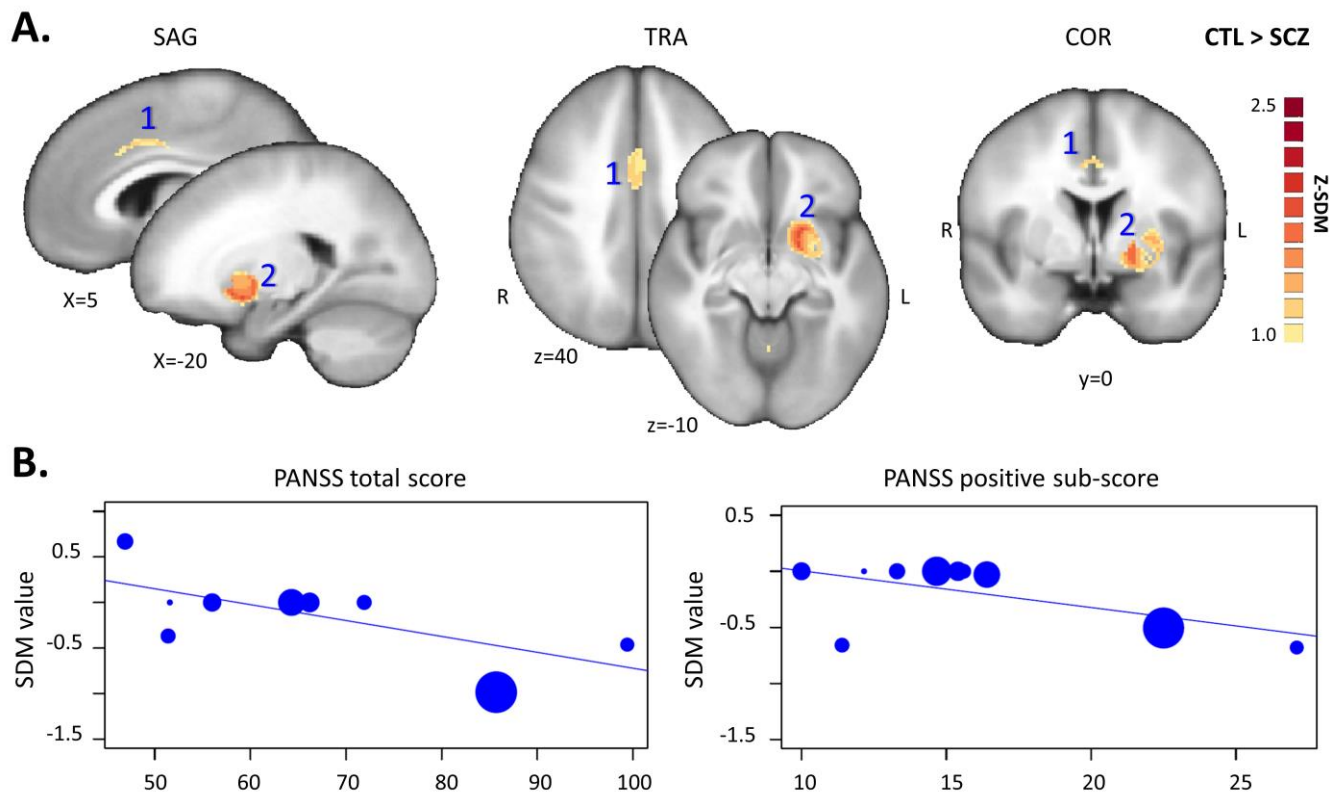 A.
SAG
TRA
COR
CTL > SCZ
1
2
X=5
X=-20
1
2
R
L
z=40
z=-10
1
2
R
L
y=0
2.5
Z-SDM
1.0
B.
PANSS total score
SDM value
0.5
-0.5
-1.5
50 60 70 80 90 100
PANSS positive sub-score
SDM value
0.5
-0.5
-1.5
10 15 20 25